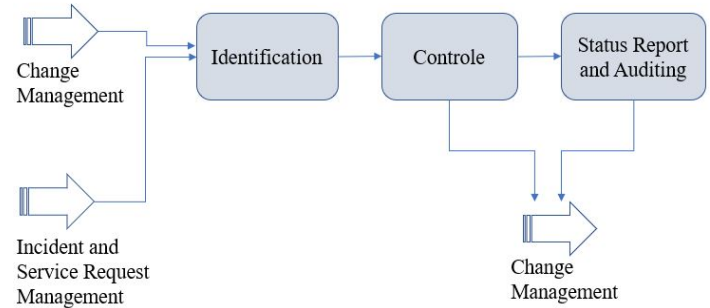 Change
Management
Identification
Controle
Status Report
and Auditing
Incident and
Service Request
Management
Change
Management